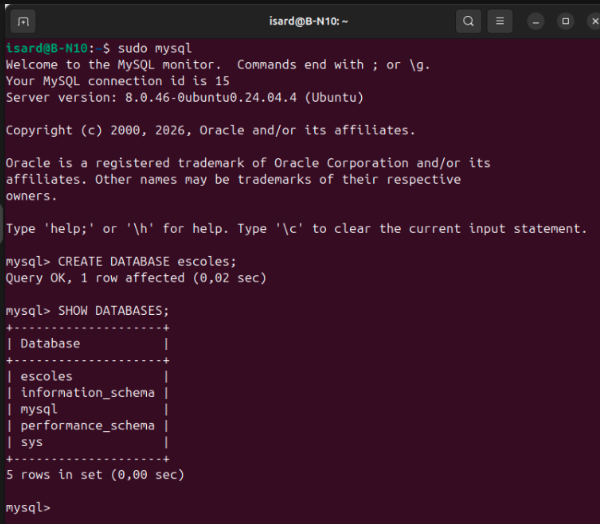 isard@B-N10: ~
isard@B-N10:~$ sudo mysql
Welcome to the MySQL monitor.  Commands end with ; or \g.
Your MySQL connection id is 15
Server version: 8.0.46-0ubuntu0.24.04.4 (Ubuntu)
Copyright (c) 2000, 2026, Oracle and/or its affiliates.
Oracle is a registered trademark of Oracle Corporation and/or its
affiliates. Other names may be trademarks of their respective
owners.
Type 'help;' or '\h' for help. Type '\c' to clear the current input statement.
mysql> CREATE DATABASE escoles;
Query OK, 1 row affected (0,02 sec)
mysql> SHOW DATABASES;
+--------------------+
| Database           |
+--------------------+
| escoles            |
| information_schema |
| mysql              |
| performance_schema |
| sys                |
+--------------------+
5 rows in set (0,00 sec)
mysql>